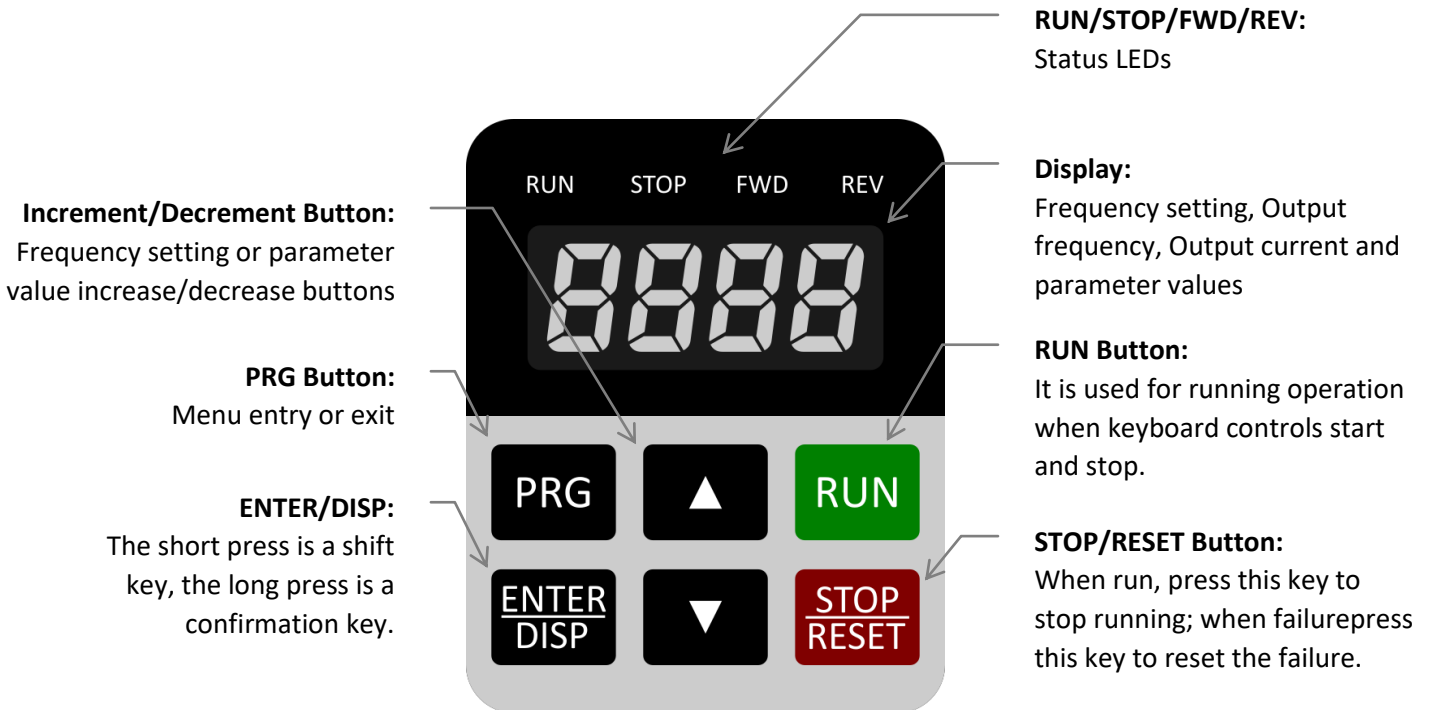 RUN/STOP/FWD/REV:
Status LEDs
Increment/Decrement Button:
Frequency setting or parameter
value increase/decrease buttons
PRG Button:
Menu entry or exit
ENTER/DISP:
The short press is a shift
key, the long press is a
confirmation key.
RUN STOP FWD REV
8888
PRG ▲ RUN
ENTER
DISP
▼
STOP
RESET
Display:
Frequency setting, Output
frequency, Output current and
parameter values
RUN Button:
It is used for running operation
when keyboard controls start
and stop.
STOP/RESET Button:
When run, press this key to
stop running; when failurepress
this key to reset the failure.